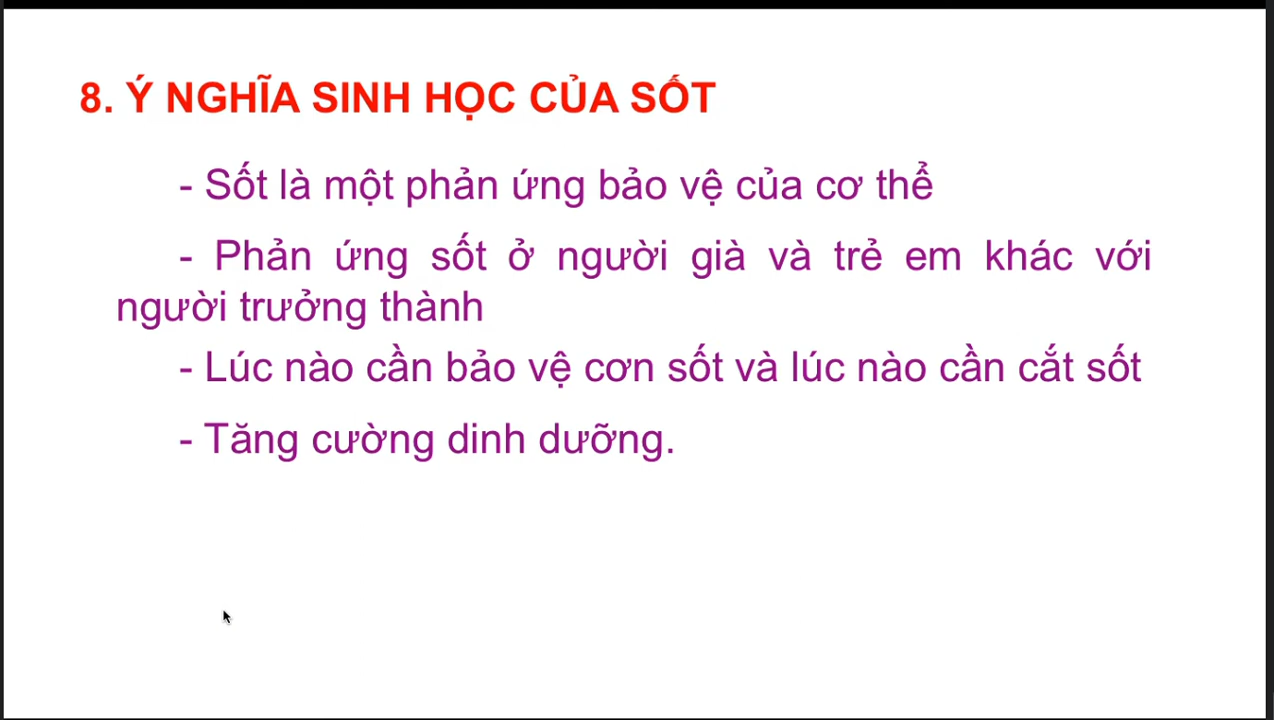 8. Ý NGHĨA SINH HỌC CỦA SỐT
- Sốt là một phản ứng bảo vệ của cơ thể
- Phản ứng sốt ở người già và trẻ em khác với
người trưởng thành
- Lúc nào cần bảo vệ cơn sốt và lúc nào cần cắt sốt
- Tăng cường dinh dưỡng.